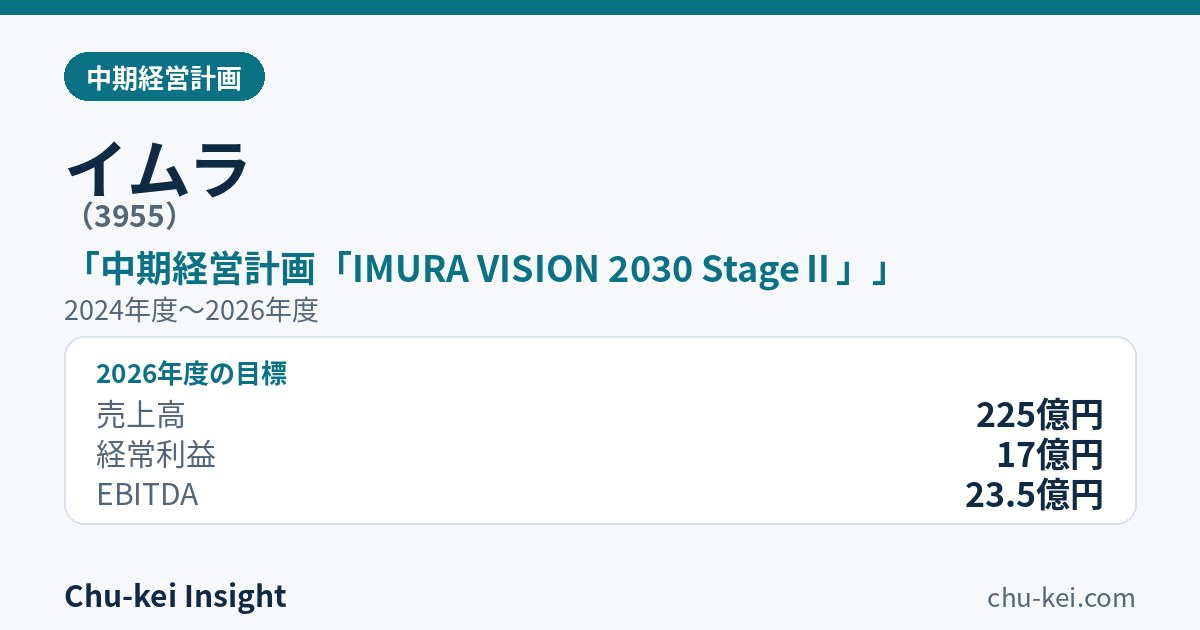 中期経営計画
イムラ
（3955）
「中期経営計画「IMURA VISION 2030 StageⅡ」」
2024年度～2026年度
2026年度の目標
売上高 225億円
経常利益 17億円
EBITDA 23.5億円
Chu-kei Insight
chu-kei.com